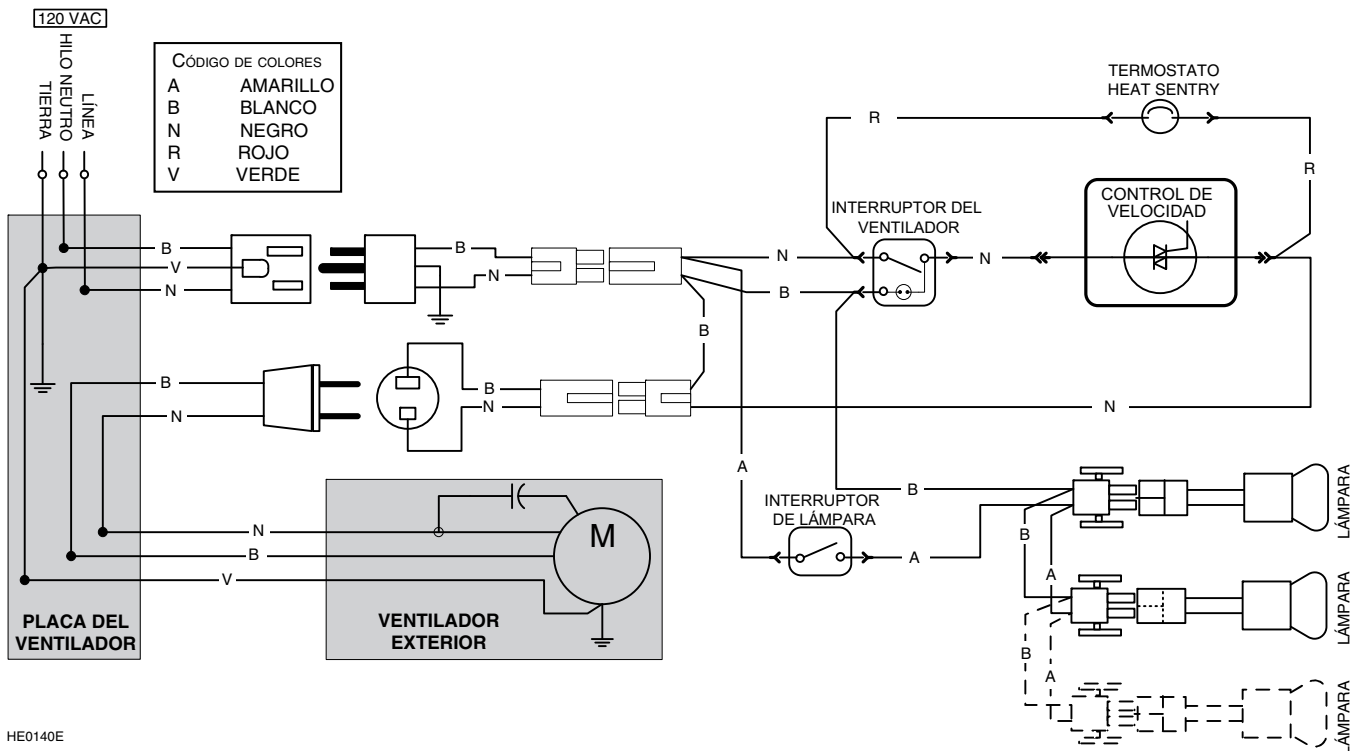 120 VAC
TIERRA
HILO NEUTRO
LÍNEA
CÓDIGO DE COLORES
A AMARILLO
B BLANCO
N NEGRO
R ROJO
V VERDE
TERMOSTATO
HEAT SENTRY
R
R
CONTROL DE
VELOCIDAD
INTERRUPTOR DEL
VENTILADOR
B
V
N
B
N
N
B
N
B
B
N
B
N
N
A
B
INTERRUPTOR
DE LÁMPARA
A
B
A
B
A
LÁMPARA
LÁMPARA
LÁMPARA
N
B
V
M
PLACA DEL
VENTILADOR
VENTILADOR
EXTERIOR
HE0140E